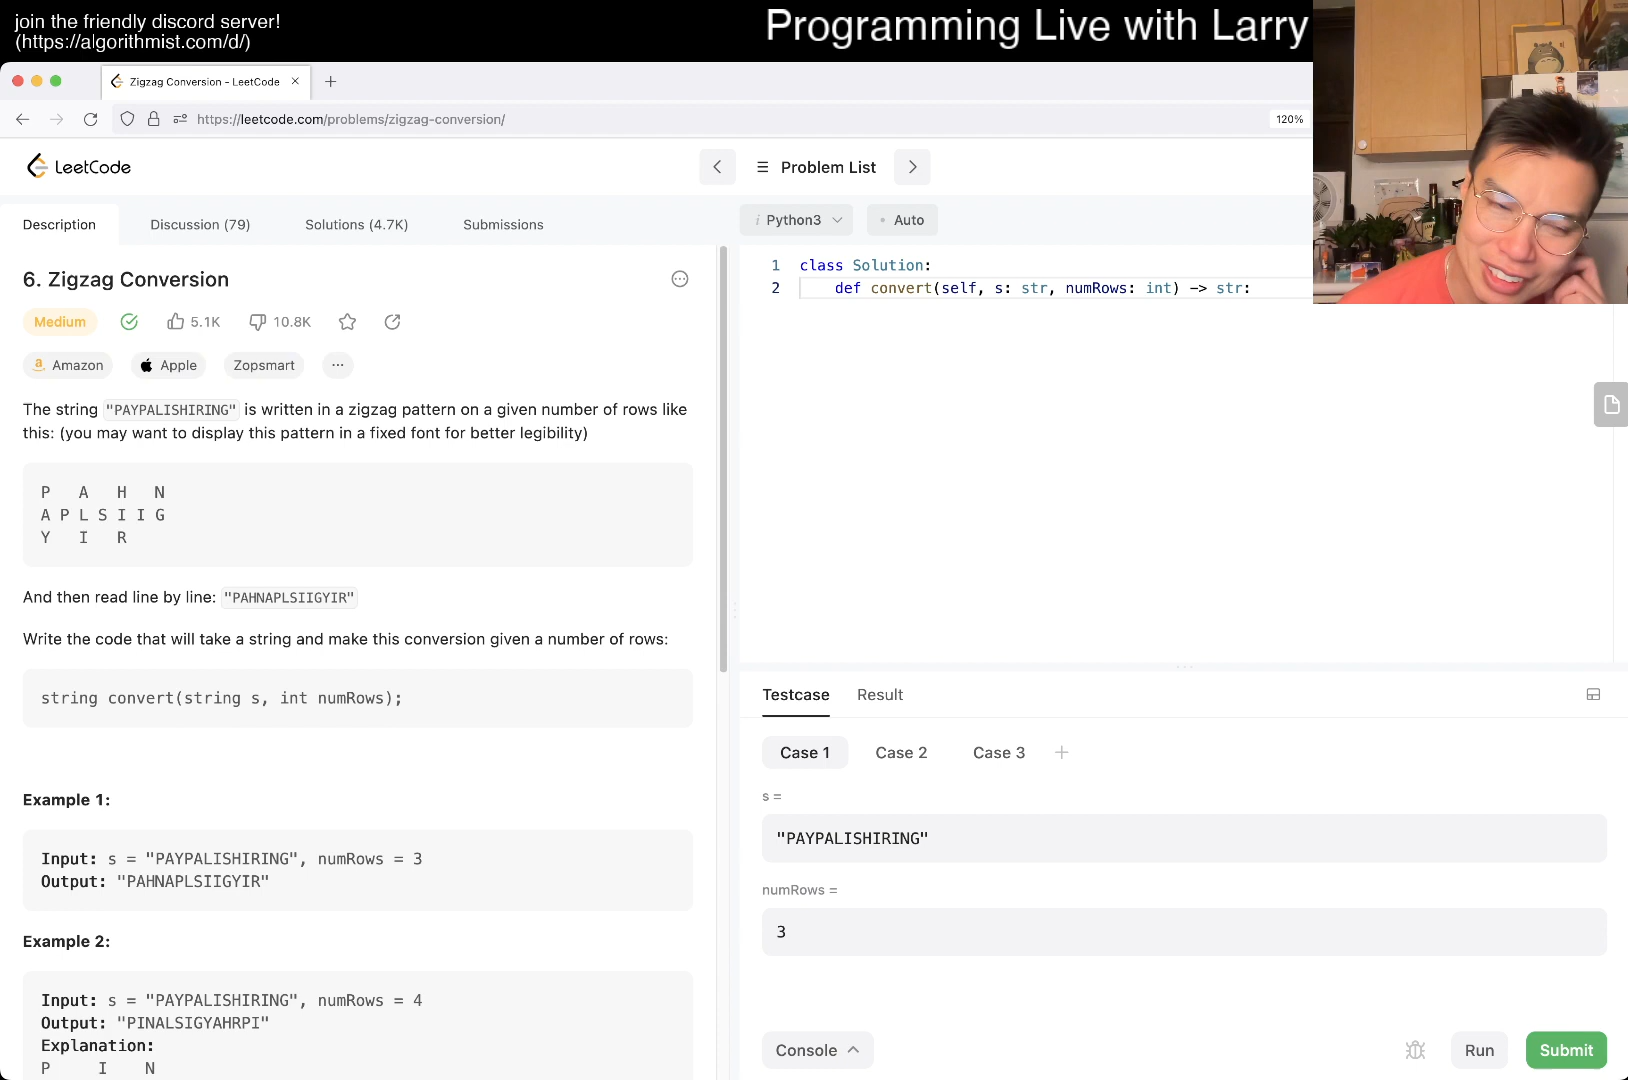 join the friendly discord server!
(https://algorithmist.com/d/)
Programming Live with Larry
Zigzag Conversion - LeetCode
https://leetcode.com/problems/zigzag-conversion/
120%
LeetCode
Problem List
Description
Discussion (79)
Solutions (4.7K)
Submissions
i Python3
• Auto
6. Zigzag Conversion
Medium
5.1K
10.8K
Amazon
Apple
Zopsmart
...
The string "PAYPALISHIRING" is written in a zigzag pattern on a given number of rows like
this: (you may want to display this pattern in a fixed font for better legibility)
P   A   H   N
A P L S I I G
Y   I   R
And then read line by line: "PAHNAPLSIIGYIR"
Write the code that will take a string and make this conversion given a number of rows:
string convert(string s, int numRows);
Example 1:
Input: s = "PAYPALISHIRING", numRows = 3
Output: "PAHNAPLSIIGYIR"
Example 2:
Input: s = "PAYPALISHIRING", numRows = 4
Output: "PINALSIGYAHRPI"
Explanation:
P     I    N
1 class Solution:
2     def convert(self, s: str, numRows: int) -> str:
Testcase
Result
Case 1
Case 2
Case 3
s =
"PAYPALISHIRING"
numRows =
3
Console
Run
Submit